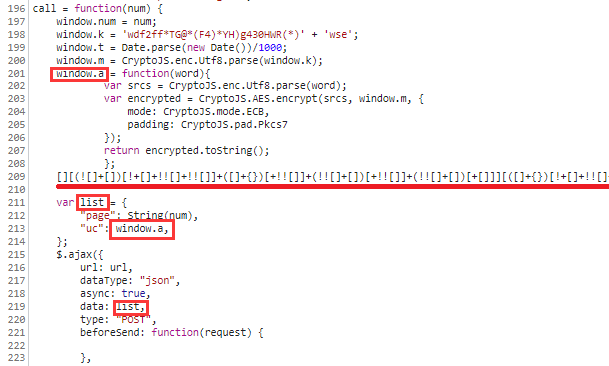 196 call = function(num) {
197 window.num = num;
198 window.k = 'wdf2ff*TG@*(F4)*YH)g430HWR(*)' + 'wse';
199 window.t = Date.parse(new Date())/1000;
200 window.m = CryptoJS.enc.Utf8.parse(window.k);
201 window.a = function(word){
202 var srcs = CryptoJS.enc.Utf8.parse(word);
203 var encrypted = CryptoJS.AES.encrypt(srcs, window.m, {
204 mode: CryptoJS.mode.ECB,
205 padding: CryptoJS.pad.Pkcs7
206 });
207 return encrypted.toString();
208 };
209 [][(![]+[])[!+[]+!![]+!![]]+([]+{})[+!![]]+(!![]+[])[+!![]]+(!![]+[])[+[]]][([]+{})[!+[]+!![]
210
211 var list = {
212 "page": String(num),
213 "uc": window.a,
214 };
215 $.ajax({
216 url: url,
217 dataType: "json",
218 async: true,
219 data: list,
220 type: "POST",
221 beforeSend: function(request) {
222
223 },